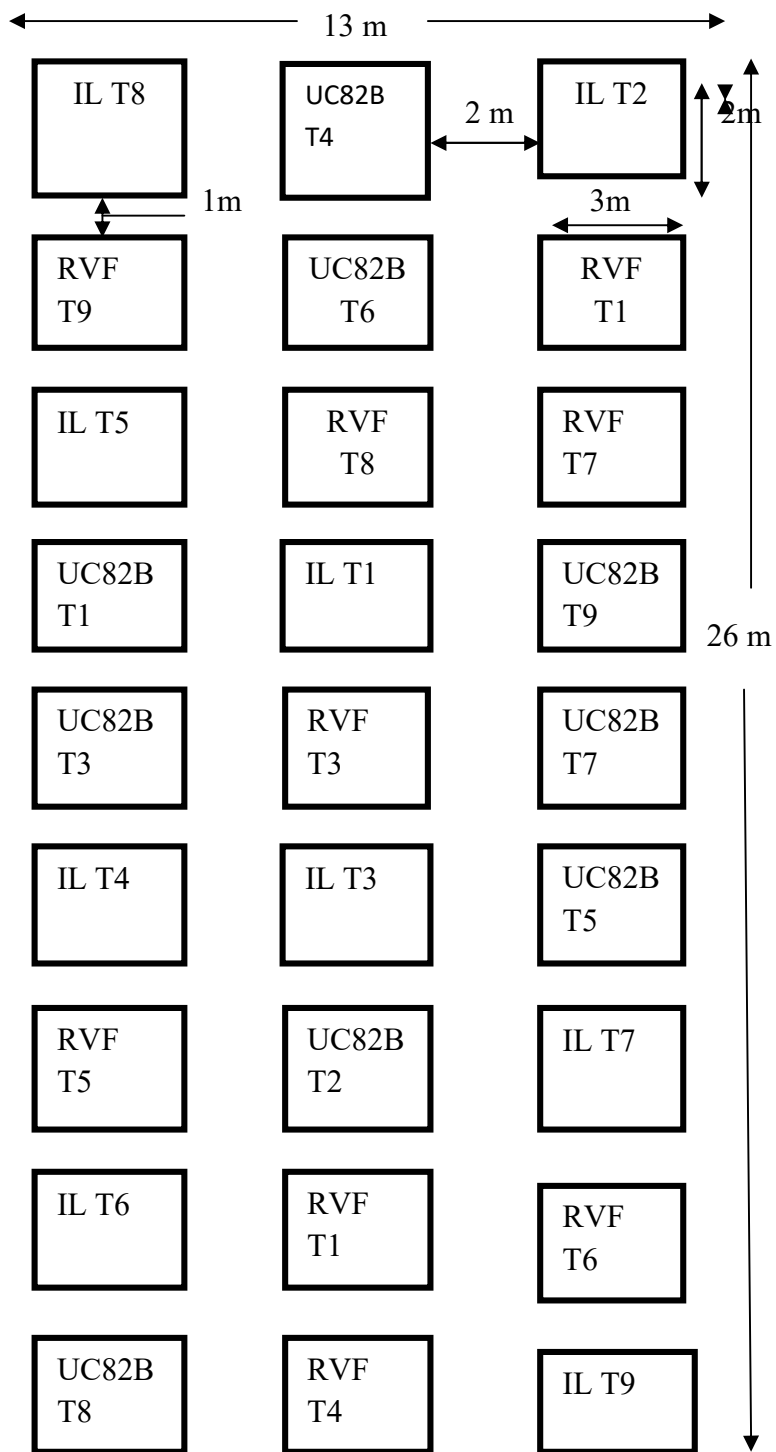 13 m
IL T8
UC82B
T4
2 m
IL T2
2m
1m
3m
RVF
T9
UC82B
T6
RVF
T1
IL T5
RVF
T8
RVF
T7
UC82B
T1
IL T1
UC82B
T9
26 m
UC82B
T3
RVF
T3
UC82B
T7
IL T4
IL T3
UC82B
T5
RVF
T5
UC82B
T2
IL T7
IL T6
RVF
T1
RVF
T6
UC82B
T8
RVF
T4
IL T9